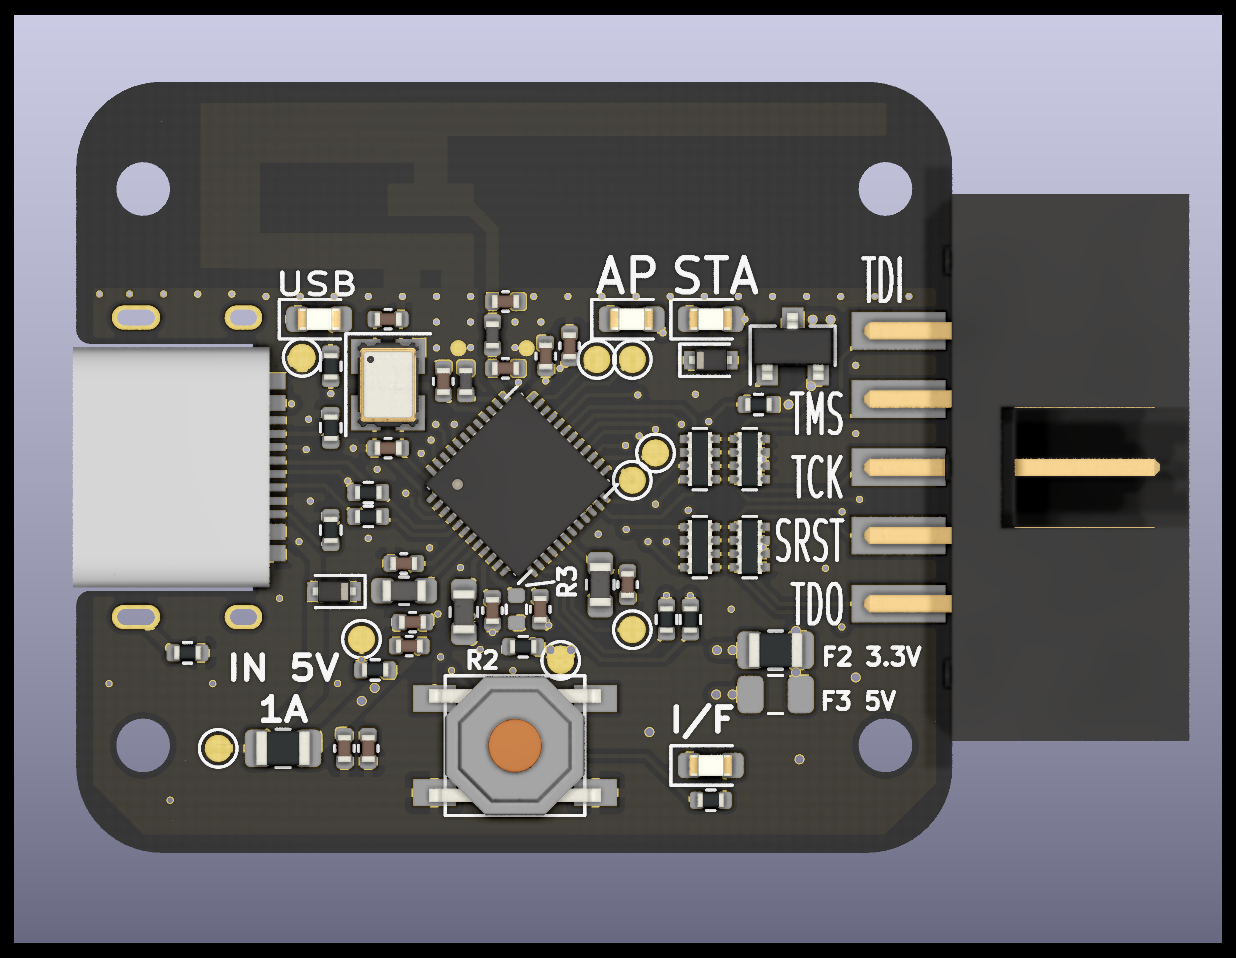 USB
AP STA
TDI
TMS
TCK
SRST
TDO
R3
R2
IN 5V
1A
F2 3.3V
F3 5V
I/F